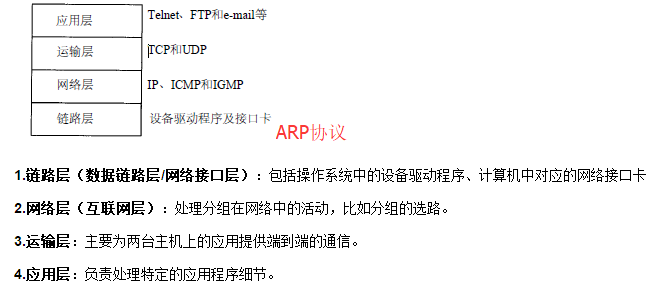 应用层 Telnet、FTP和e-mail等
运输层 TCP和UDP
网络层 IP、ICMP和IGMP
链路层 设备驱动程序及接口卡 ARP协议
1.链路层（数据链路层/网络接口层）：包括操作系统中的设备驱动程序、计算机中对应的网络接口卡
2.网络层（互联网层）：处理分组在网络中的活动，比如分组的选路。
3.运输层：主要为两台主机上的应用提供端到端的通信。
4.应用层：负责处理特定的应用程序细节。